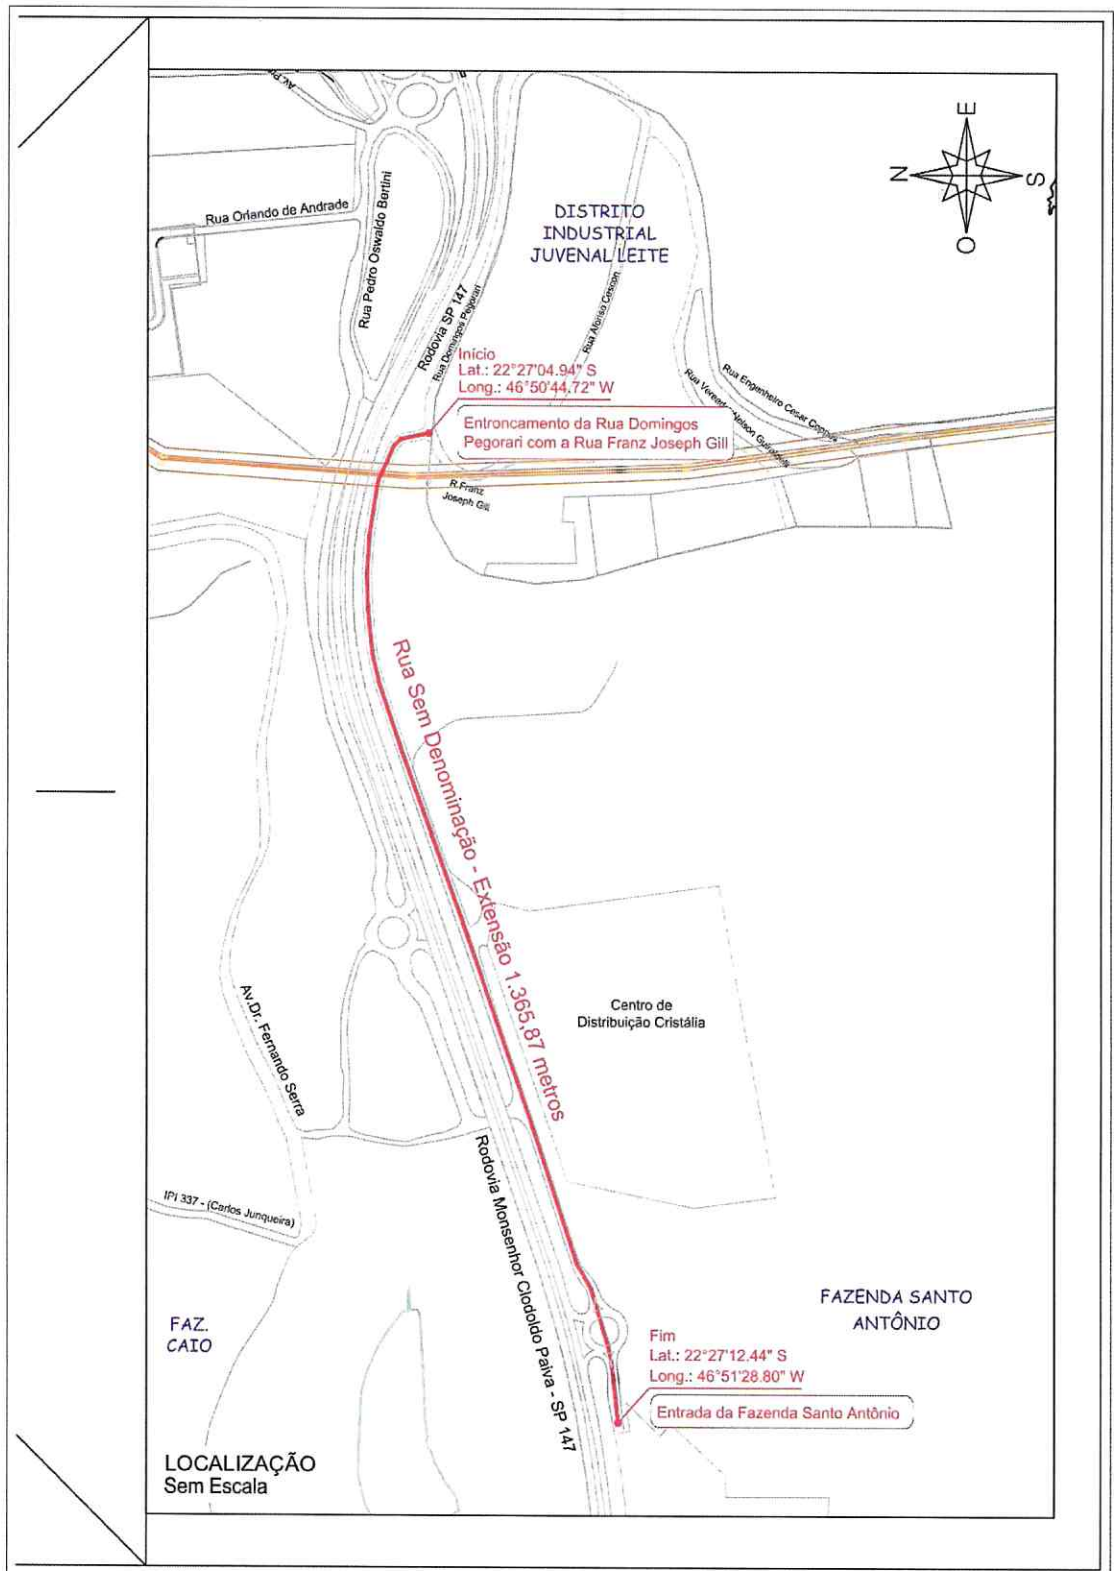 Rua Orlando de Andrade
Rua Pedro Oswaldo Bertini
Rodovia SP 147
Rua Domingos Pegorari
DISTRITO
INDUSTRIAL
JUVENAL LEITE
Rua Afonso
N
E
S
O
Início
Lat.: 22°27'04.94" S
Long.: 46°50'44.72" W
Entroncamento da Rua Domingos
Pegorari com a Rua Franz Joseph Gill
R.Franz
Joseph Gill
Rua Engenheiro Cesar
Rua Nelson
Rua Sem Denominação - Extensão 1.365,87 metros
Centro de
Distribuição Cristália
Av.Dr. Fernando Serra
Rodovia Monsenhor Clodoldo Paiva - SP 147
IPI 337 - (Carlos Junqueira)
FAZ.
CAIO
FAZENDA SANTO
ANTÔNIO
Fim
Lat.: 22°27'12.44" S
Long.: 46°51'28.80" W
Entrada da Fazenda Santo Antônio
LOCALIZAÇÃO
Sem Escala